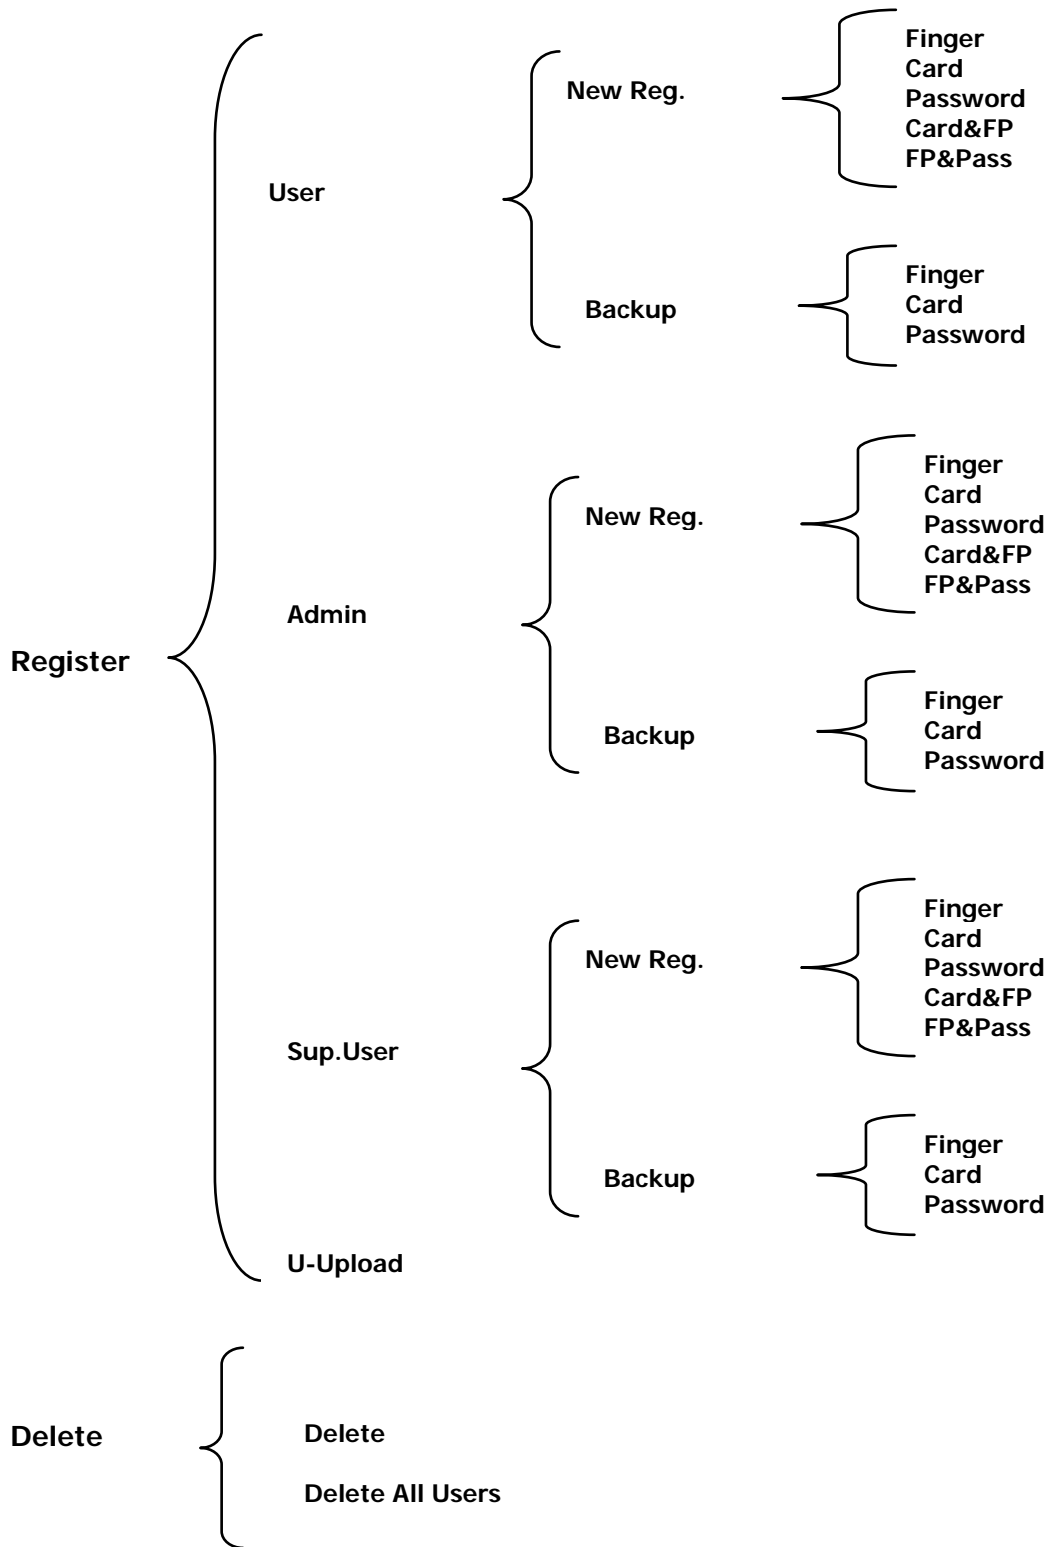 Register
User
New Reg.
Finger
Card
Password
Card&FP
FP&Pass
Backup
Finger
Card
Password
Admin
New Reg.
Finger
Card
Password
Card&FP
FP&Pass
Backup
Finger
Card
Password
Sup.User
New Reg.
Finger
Card
Password
Card&FP
FP&Pass
Backup
Finger
Card
Password
U-Upload
Delete
Delete
Delete All Users